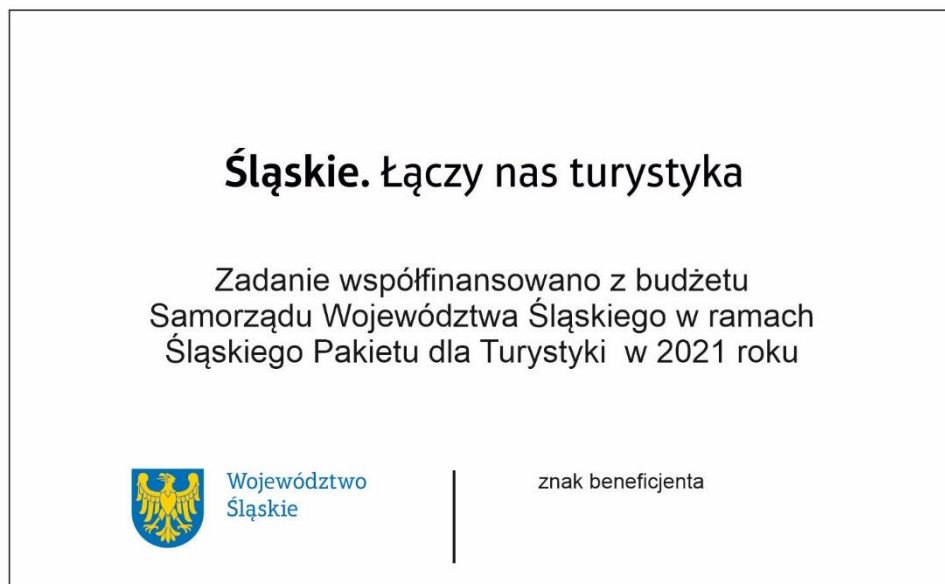 Śląskie. Łączy nas turystyka
Zadanie współfinansowano z budżetu
Samorządu Województwa Śląskiego w ramach
Śląskiego Pakietu dla Turystyki w 2021 roku
Województwo
Śląskie
znak beneficjenta